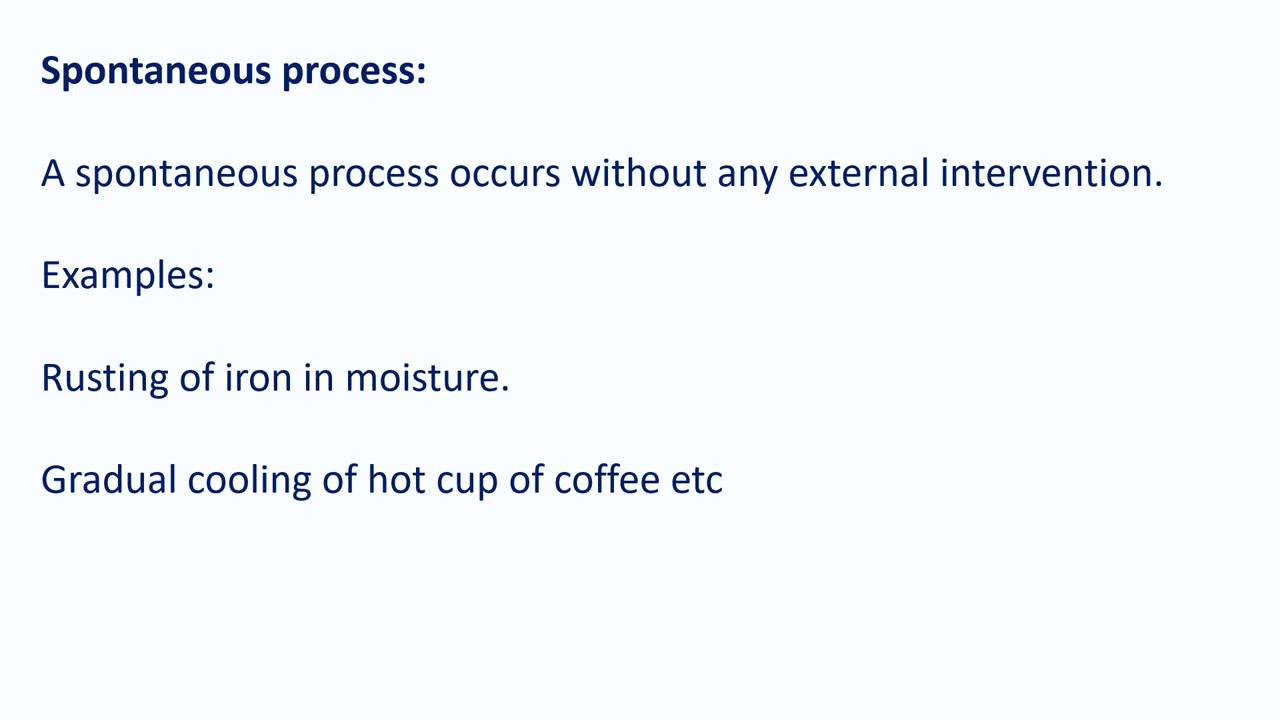 Spontaneous process:
A spontaneous process occurs without any external intervention.
Examples:
Rusting of iron in moisture.
Gradual cooling of hot cup of coffee etc